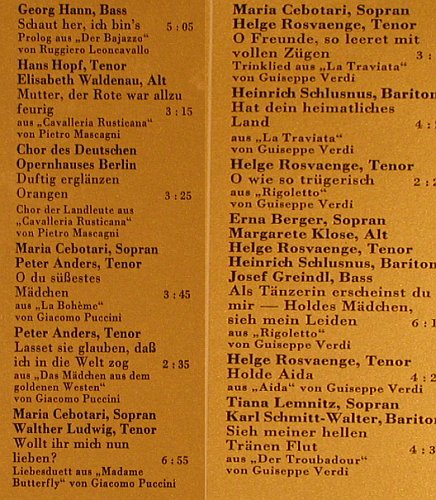 Georg Hann, Bass
Schaut her, ich bin's 5 : 05
Prolog aus „Der Bajazzo“
von Ruggiero Leoncavallo
Hans Hopf, Tenor
Elisabeth Waldenau, Alt
Mutter, der Rote war allzu
feurig 3 : 15
aus „Cavalleria Rusticana“
von Pietro Mascagni
Chor des Deutschen
Opernhauses Berlin
Duftig erglänzen
Orangen 3 : 25
Chor der Landleute aus
„Cavalleria Rusticana“
von Pietro Mascagni
Maria Cebotari, Sopran
Peter Anders, Tenor
O du süßestes
Mädchen 3 : 45
aus „La Bohème“
von Giacomo Puccini
Peter Anders, Tenor
Lasset sie glauben, daß
ich in die Welt zog 2 : 35
aus „Das Mädchen aus dem
goldenen Westen“
von Giacomo Puccini
Maria Cebotari, Sopran
Walther Ludwig, Tenor
Wollt ihr mich nun
lieben? 6 : 55
Liebesduett aus „Madame
Butterfly“ von Giacomo Puccini
Maria Cebotari, Sopran
Helge Rosvaenge, Tenor
O Freunde, so leeret mit
vollen Zügen 3 :
Trinklied aus „La Traviata“
von Guiseppe Verdi
Heinrich Schlusnus, Bariton
Hat dein heimatliches
Land 4 :
aus „La Traviata“
von Guiseppe Verdi
Helge Rosvaenge, Tenor
O wie so trügerisch 2 : 2
aus „Rigoletto“
von Guiseppe Verdi
Erna Berger, Sopran
Margarete Klose, Alt
Helge Rosvaenge, Tenor
Heinrich Schlusnus, Bariton
Josef Greindl, Bass
Als Tänzerin erscheinst du
mir — Holdes Mädchen,
sieh mein Leiden 6 : 1
aus „Rigoletto“
von Guiseppe Verdi
Helge Rosvaenge, Tenor
Holde Aida 4 : 2
aus „Aida“ von Guiseppe Verdi
Tiana Lemnitz, Sopran
Karl Schmitt-Walter, Bariton
Sieh meiner hellen
Tränen Flut 4 : 3
aus „Der Troubadour“
von Guiseppe Verdi